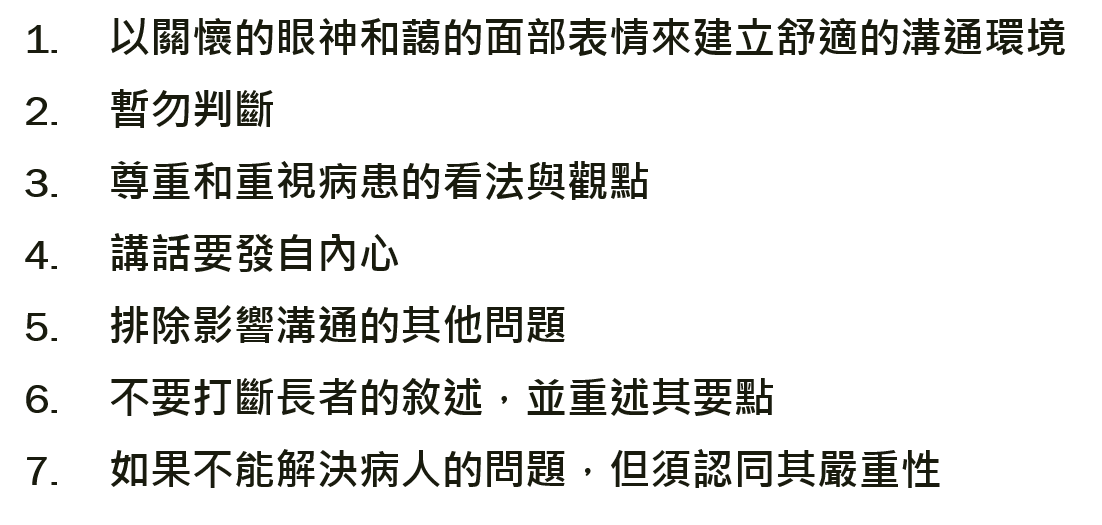 1. 以關懷的眼神和藹的面部表情來建立舒適的溝通環境
2. 暫勿判斷
3. 尊重和重視病患的看法與觀點
4. 講話要發自內心
5. 排除影響溝通的其他問題
6. 不要打斷長者的敘述，並重述其要點
7. 如果不能解決病人的問題，但須認同其嚴重性